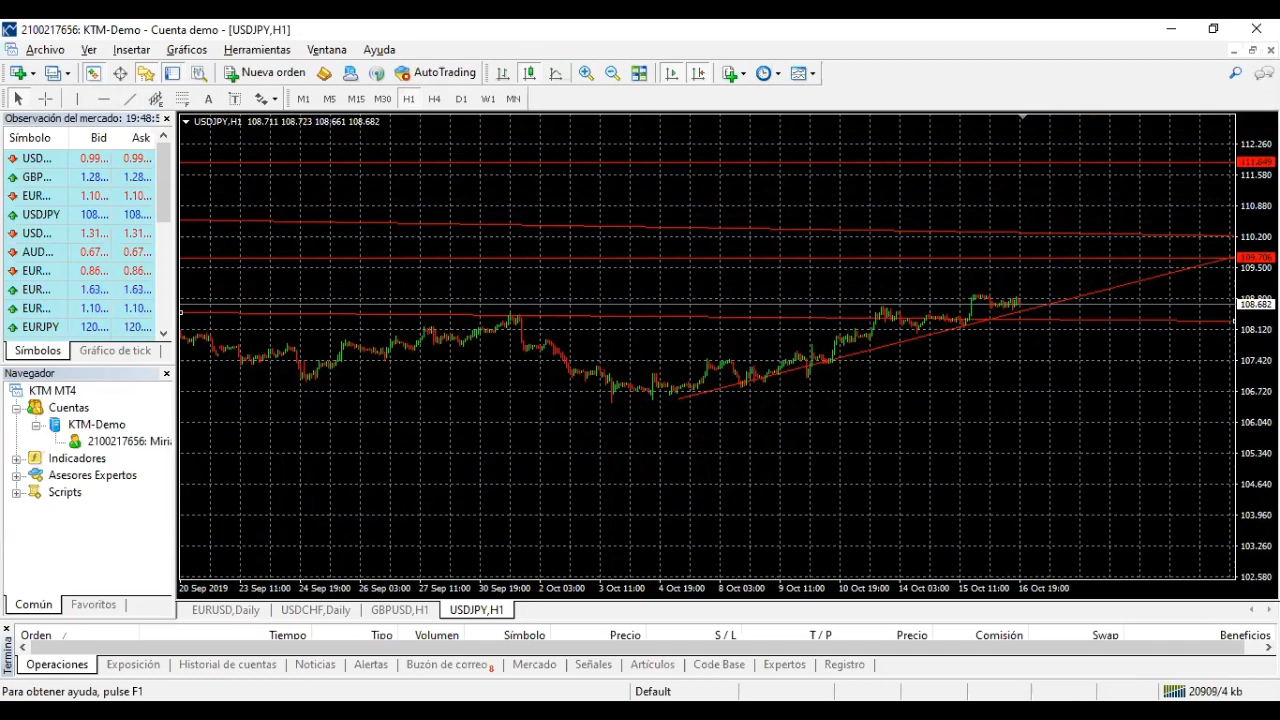 2100217656: KTM-Demo - Cuenta demo - [USDJPY,H1]
Archivo Ver Insertar Gráficos Herramientas Ventana Ayuda
Nueva orden AutoTrading
A T M1 M5 M15 M30 H1 H4 D1 W1 MN
Observación del mercado: 19:48:5
Símbolo Bid Ask
USD... 0.99... 0.99...
GBP... 1.28... 1.28...
EUR... 1.10... 1.10...
USDJPY 108.... 108....
USD... 1.31... 1.31...
AUD... 0.67... 0.67...
EUR... 0.86... 0.86...
EUR... 1.63... 1.63...
EUR... 1.10... 1.10...
EURJPY 120.... 120....
Símbolos Gráfico de tick
Navegador
KTM MT4
Cuentas
KTM-Demo
2100217656: Miri
Indicadores
Asesores Expertos
Scripts
Común Favoritos
USDJPY,H1 108.711 108.723 108.661 108.682
112.260
111.849
111.580
110.880
110.200
109.706
109.500
108.682
108.120
107.420
106.720
106.040
105.340
104.640
103.960
103.260
102.580
20 Sep 2019 23 Sep 11:00 24 Sep 19:00 26 Sep 03:00 27 Sep 11:00 30 Sep 19:00 2 Oct 03:00 3 Oct 11:00 4 Oct 19:00 8 Oct 03:00 9 Oct 11:00 10 Oct 19:00 14 Oct 03:00 15 Oct 11:00 16 Oct 19:00
EURUSD,Daily USDCHF,Daily GBPUSD,H1 USDJPY,H1
Orden Tiempo Tipo Volumen Símbolo Precio S / L T / P Precio Comisión Swap Beneficios
Termina
Operaciones Exposición Historial de cuentas Noticias Alertas Buzón de correo 8 Mercado Señales Artículos Code Base Expertos Registro
Para obtener ayuda, pulse F1 Default 20909/4 kb